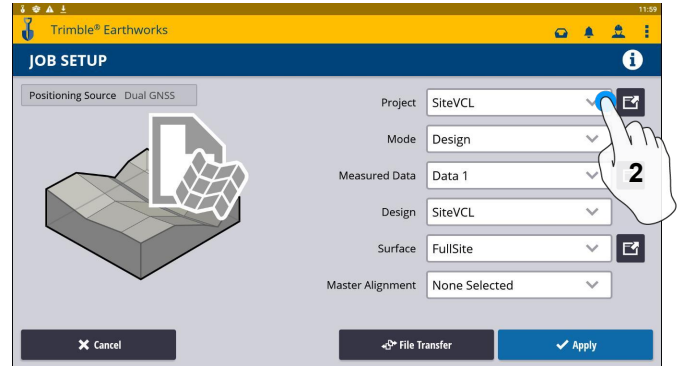 11:59
Trimble® Earthworks
JOB SETUP
i
Positioning Source Dual GNSS
Project SiteVCL
Mode Design
2
Measured Data Data 1
Design SiteVCL
Surface FullSite
Master Alignment None Selected
Cancel
File Transfer
Apply